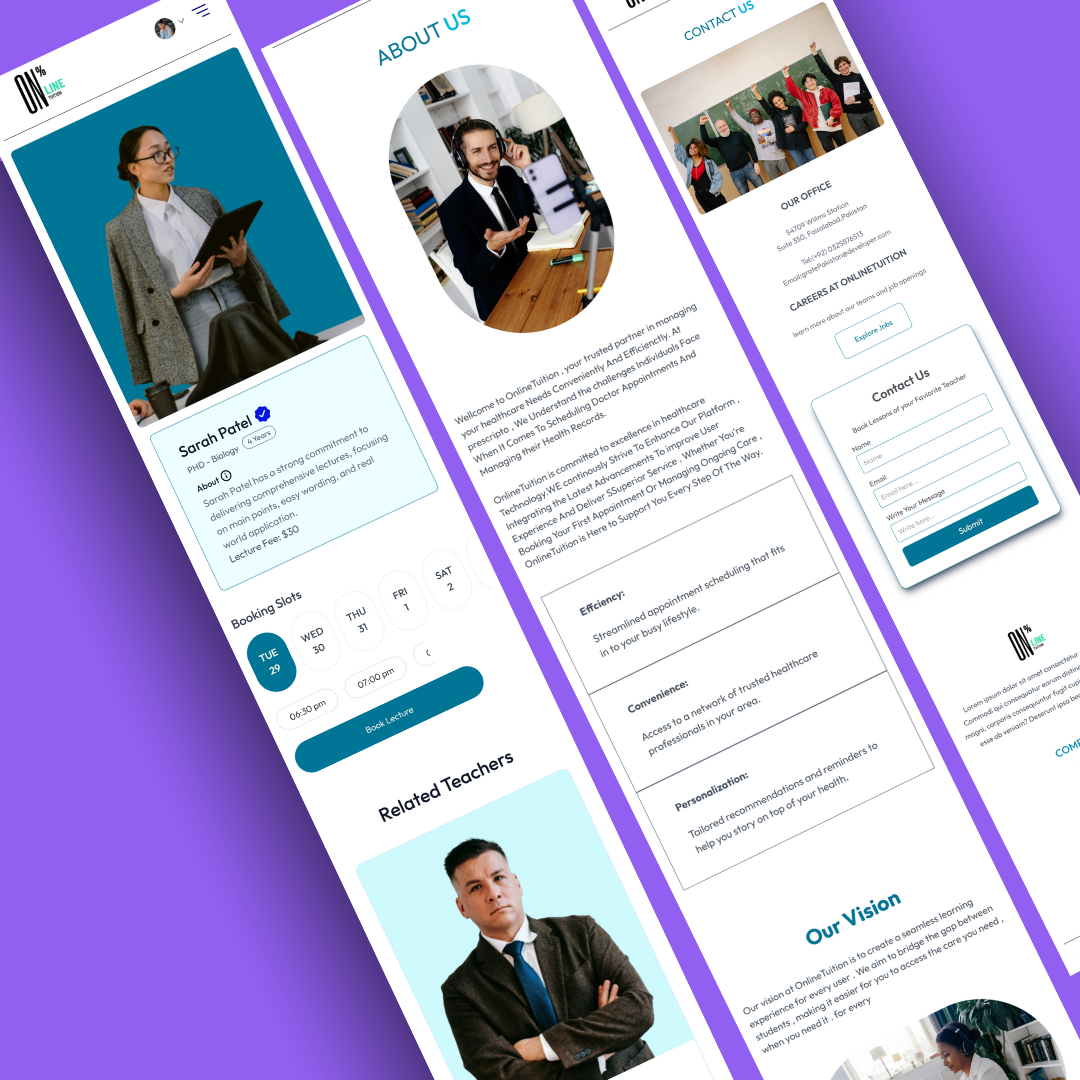 ON%
LINE
TUITION
Sarah Patel
PHD - Biology
4 Years
About
Sarah Patel has a strong commitment to
delivering comprehensive lectures, focusing
on main points, easy wording, and real
world application.
Lecture Fee: $30
Booking Slots
TUE
29
WED
30
THU
31
FRI
1
SAT
2
06:30 pm
07:00 pm
Book Lecture
Related Teachers
ABOUT US
Wellcome to OnlineTuition , your trusted partner in managing
your healthcare Needs Conveniently And Efficienctly. At
prescripto , We Understand the challenges Individuals Face
When It Comes To Scheduling Doctor Appointments And
Managing their Health Records.
OnlineTuition is committed to excellence in healthcare
Technology,WE continously Strive To Enhance Our Platform ,
Integrating the Latest Advancements To improve User
Experience And Deliver SSuperior Service . Whether You're
Booking Your First Appointment Or Managing Ongoing Care ,
OnlineTuition is Here to Support You Every Step Of The Way.
Effciency:
Streamlined appointment scheduling that fits
in to your busy lifestyle.
Convenience:
Access to a network of trusted healthcare
professionals in your area.
Personalization:
Tailored recommendations and reminders to
help you story on top of your health.
Our Vision
Our vision at OnlineTuition is to create a seamless learning
experience for every user . We aim to bridge the gap between
students , making it easier for you to access the care you need ,
when you need it . for every
CONTACT US
OUR OFFICE
54709 Willms Station
Suite 350, Faisalabad,Pakistan
Tel:(+92) 0325876513
Email:gratePakistan@developer.com
CAREERS AT ONLINETUITION
learn more about our teams and job openings
Explore Jobs
Contact Us
Book Lessons of your Faviorite Teacher
Name
Name
Email
Email here...
Write Your Message
Write here...
Submit
ON%
LINE
TUITION
Lorem ipsum dolor sit amet consectetur
Commodi qui consequatur earum distinc
magni, corporis consequuntur fugit cupi
esse ab veniam? Deserunt ipsa be
COMP